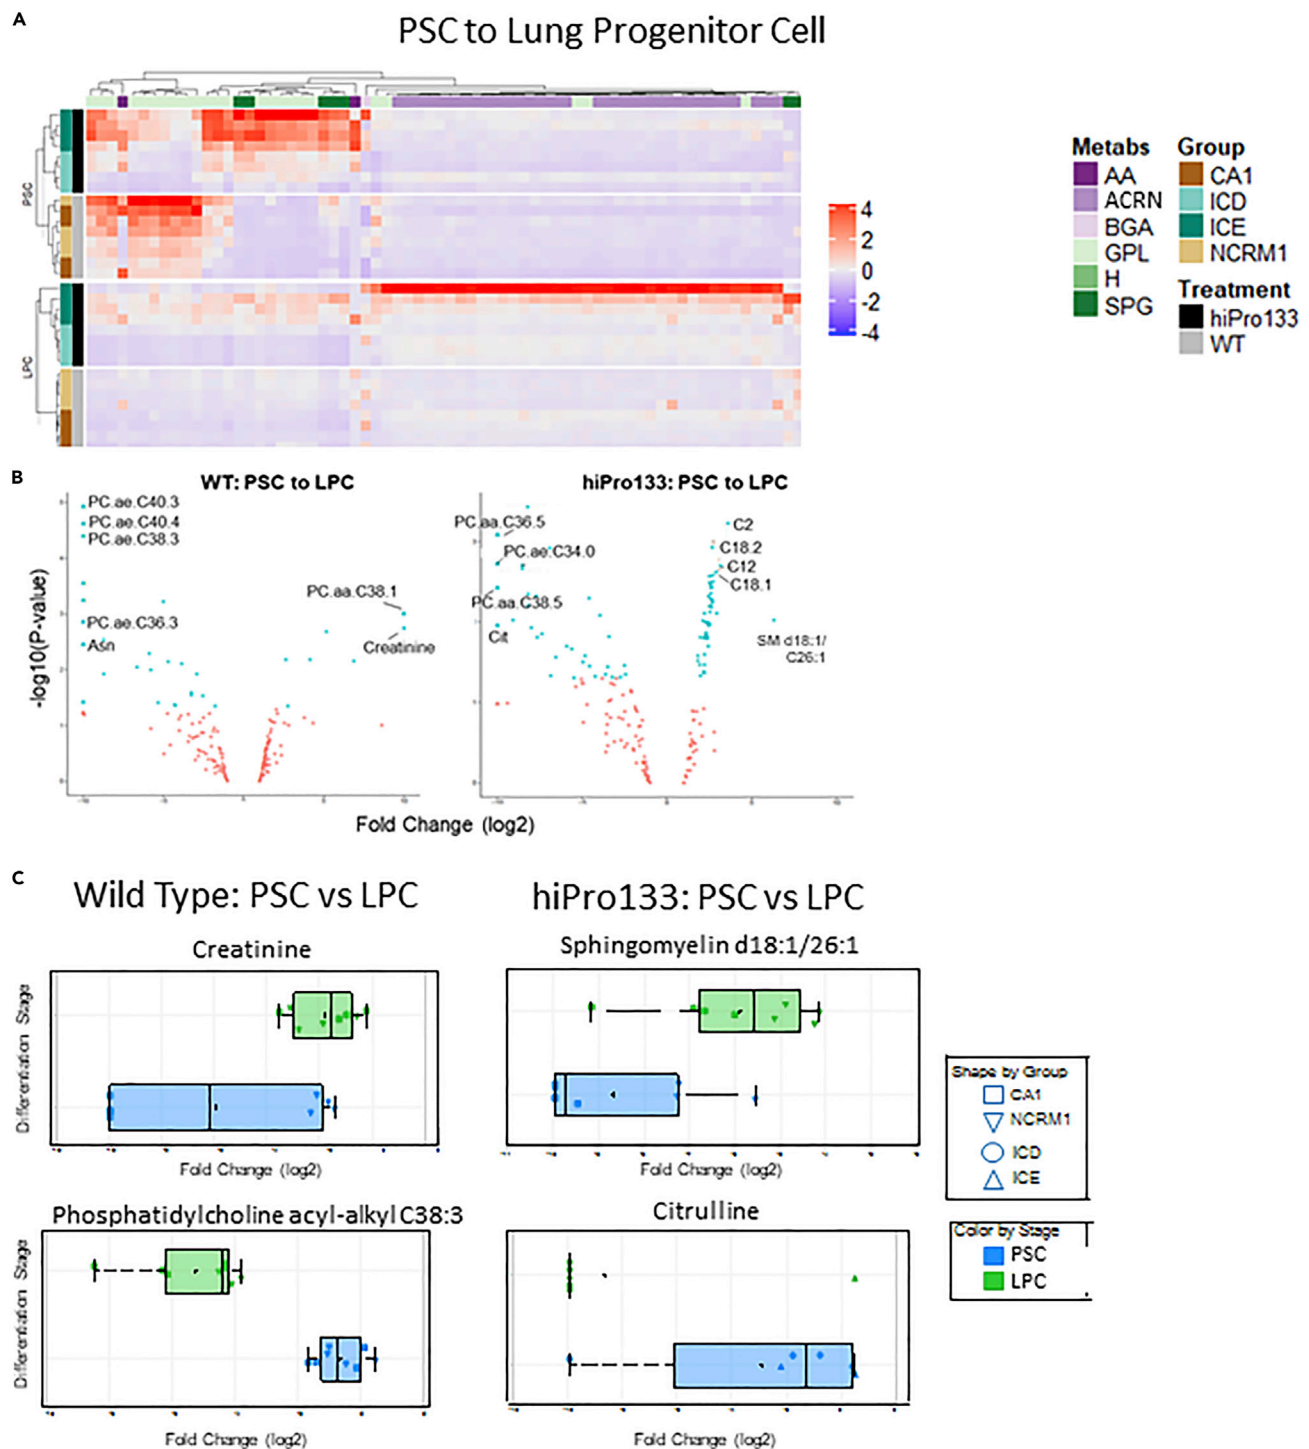 A
PSC to Lung Progenitor Cell
PSC
LPC
4
2
0
-2
-4
Metabs
AA
ACRN
BGA
GPL
H
SPG
Group
CA1
ICD
ICE
NCRM1
Treatment
hiPro133
WT
B
WT: PSC to LPC
hiPro133: PSC to LPC
-log10(P-value)
PC.ae.C40.3
PC.ae.C40.4
PC.ae.C38.3
PC.ae.C36.3
Asn
PC.aa.C38.1
Creatinine
PC.aa.C36.5
PC.ae.C34.0
PC.aa.C38.5
Cit
C2
C18.2
C12
C18.1
SM d18:1/
C26:1
Fold Change (log2)
C
Wild Type: PSC vs LPC
hiPro133: PSC vs LPC
Creatinine
Differentiation Stage
Fold Change (log2)
Sphingomyelin d18:1/26:1
Fold Change (log2)
Phosphatidylcholine acyl-alkyl C38:3
Differentiation Stage
Fold Change (log2)
Citrulline
Fold Change (log2)
Shape by Group
CA1
NCRM1
ICD
ICE
Color by Stage
PSC
LPC